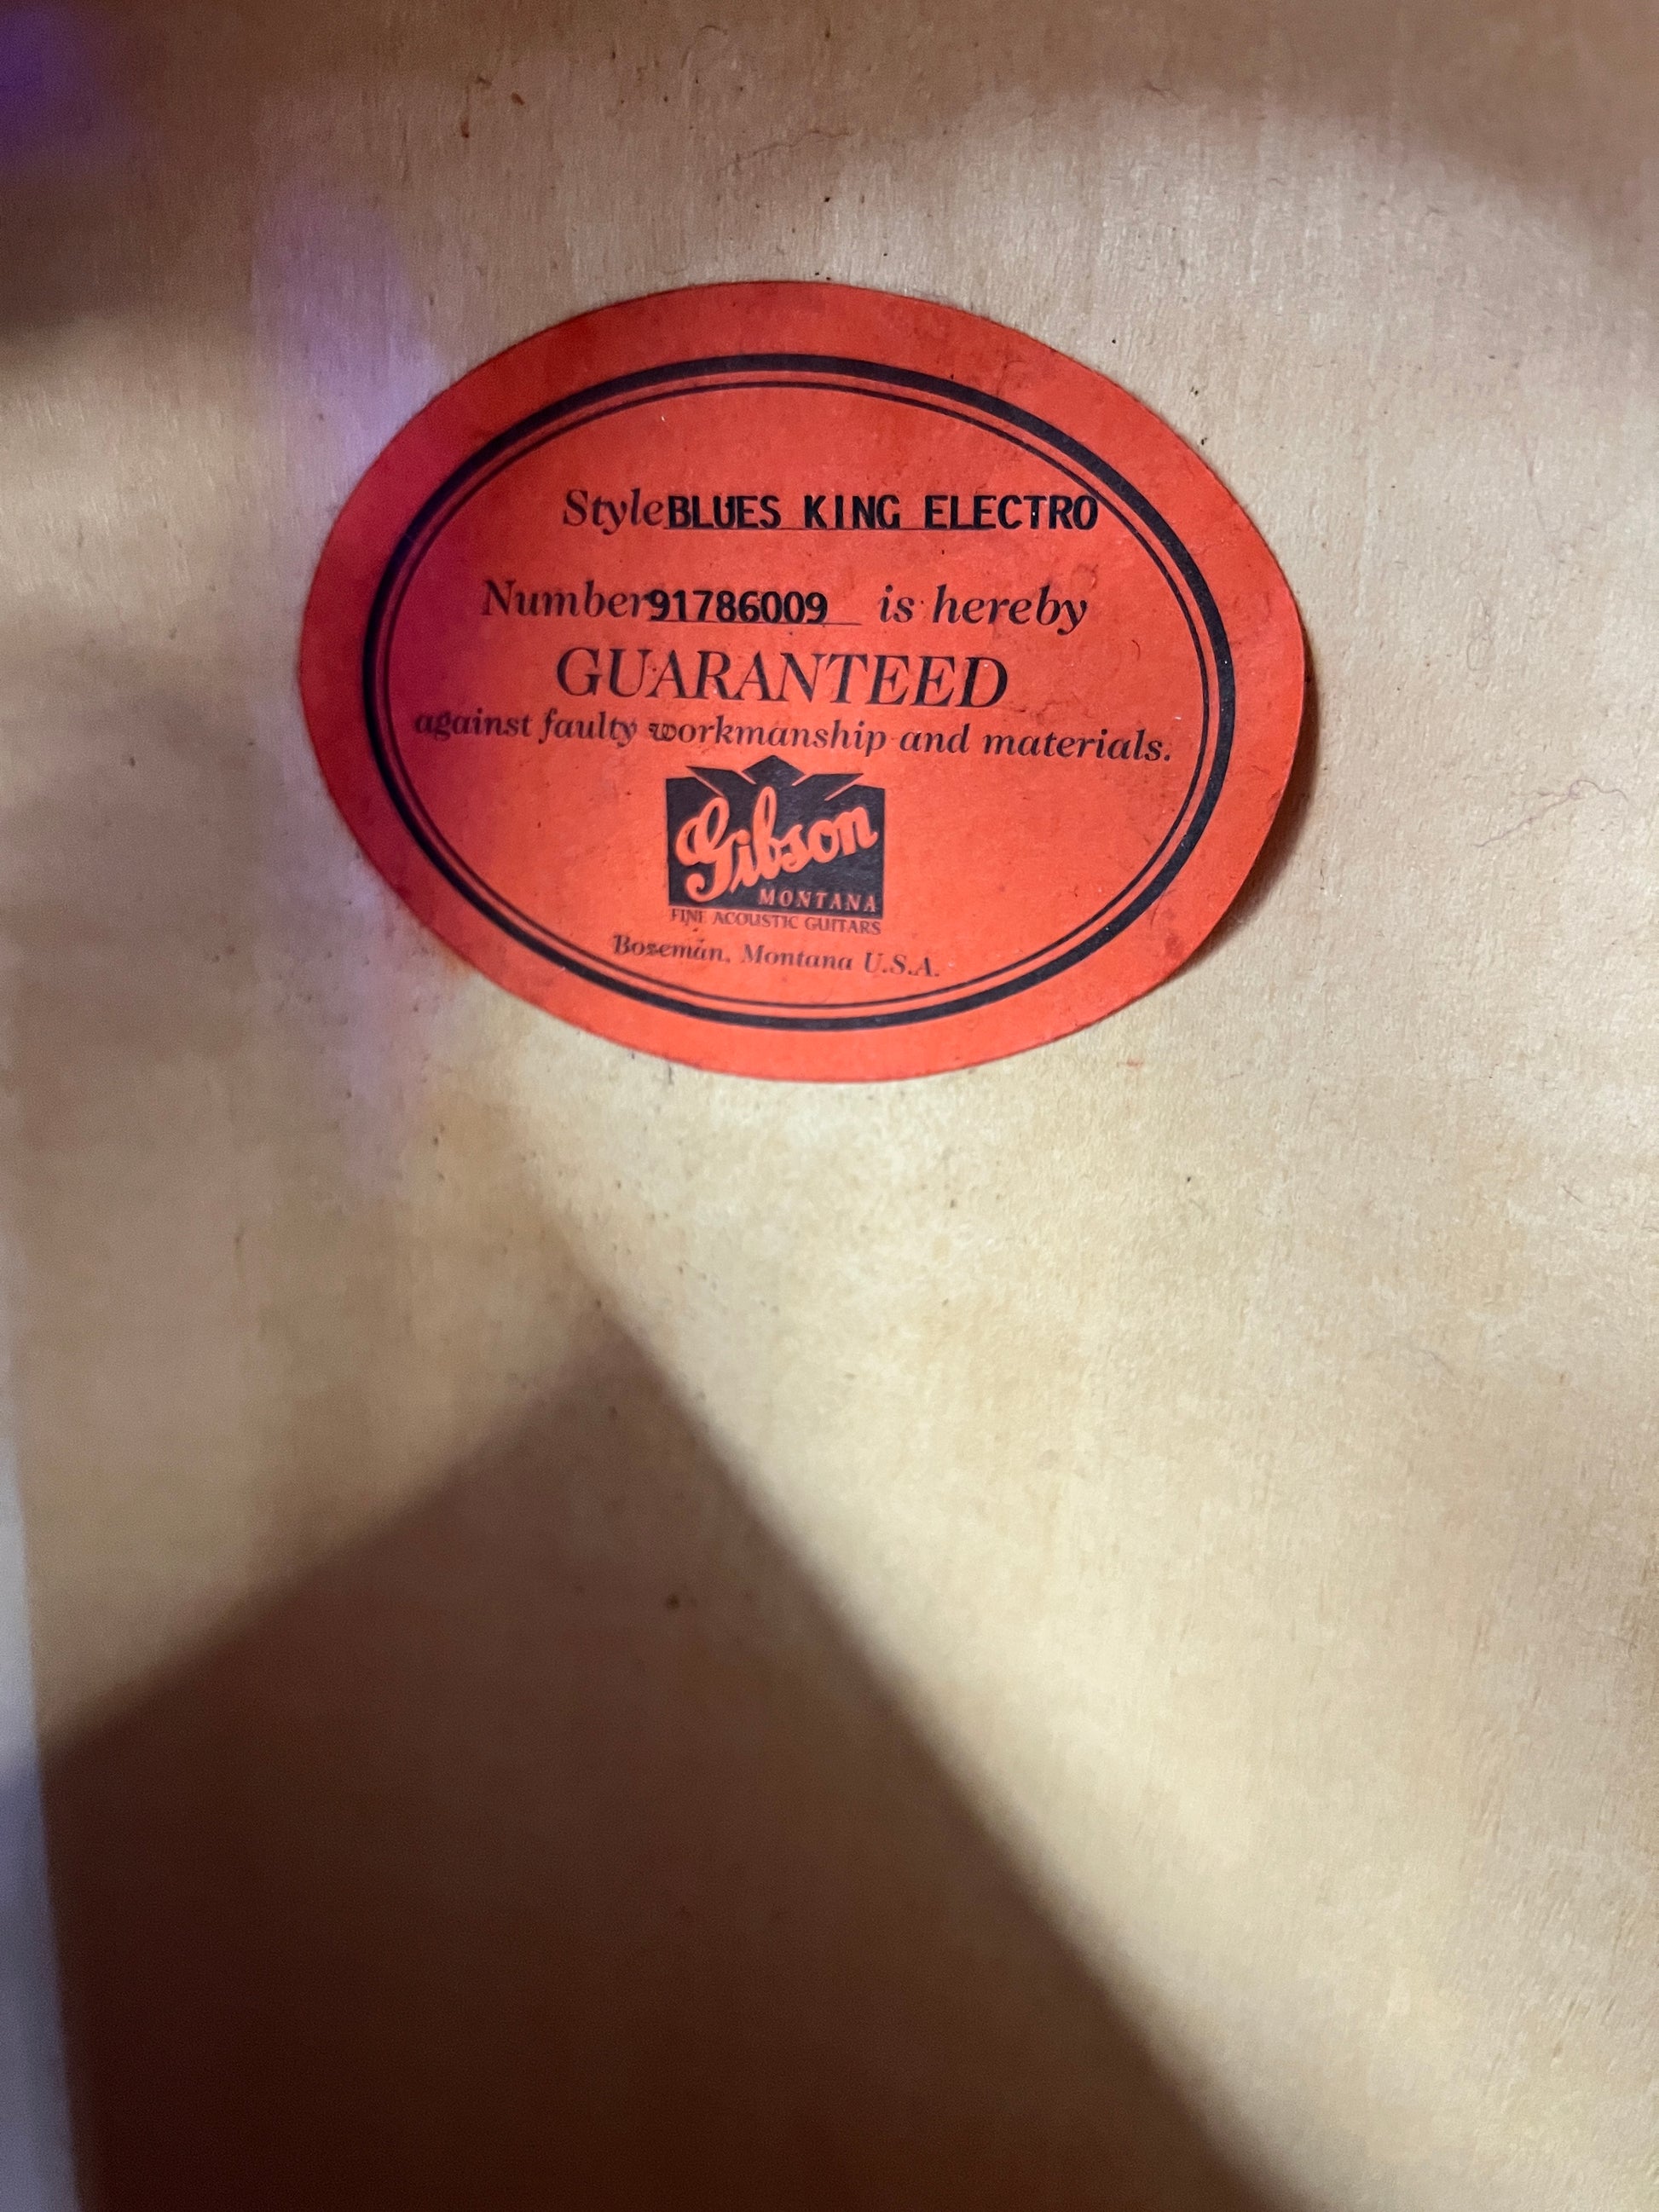 Style BLUES KING ELECTRO
Number 91786009 is hereby
GUARANTEED
against faulty workmanship and materials.
Gibson
MONTANA
FINE ACOUSTIC GUITARS
Bozeman, Montana U.S.A.